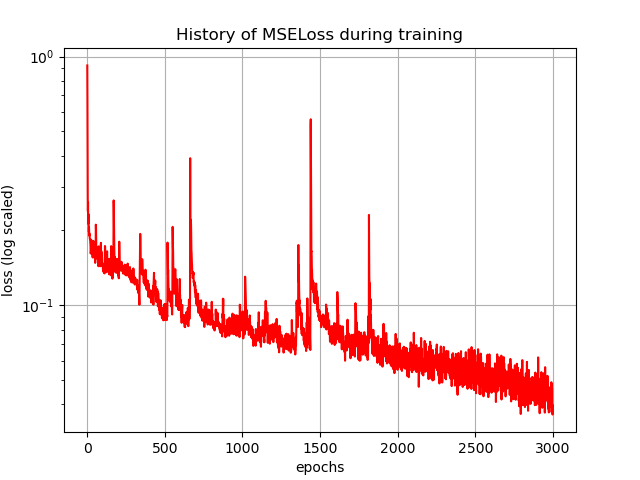 History of MSELoss during training
10⁰
10⁻¹
loss (log scaled)
0 500 1000 1500 2000 2500 3000
epochs